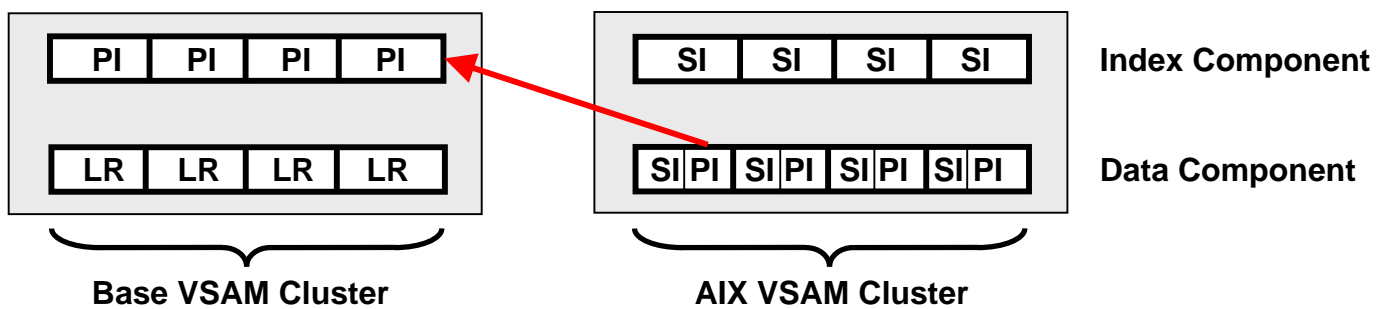 PI PI PI PI SI SI SI SI Index Component
LR LR LR LR SI PI SI PI SI PI SI PI Data Component
Base VSAM Cluster AIX VSAM Cluster